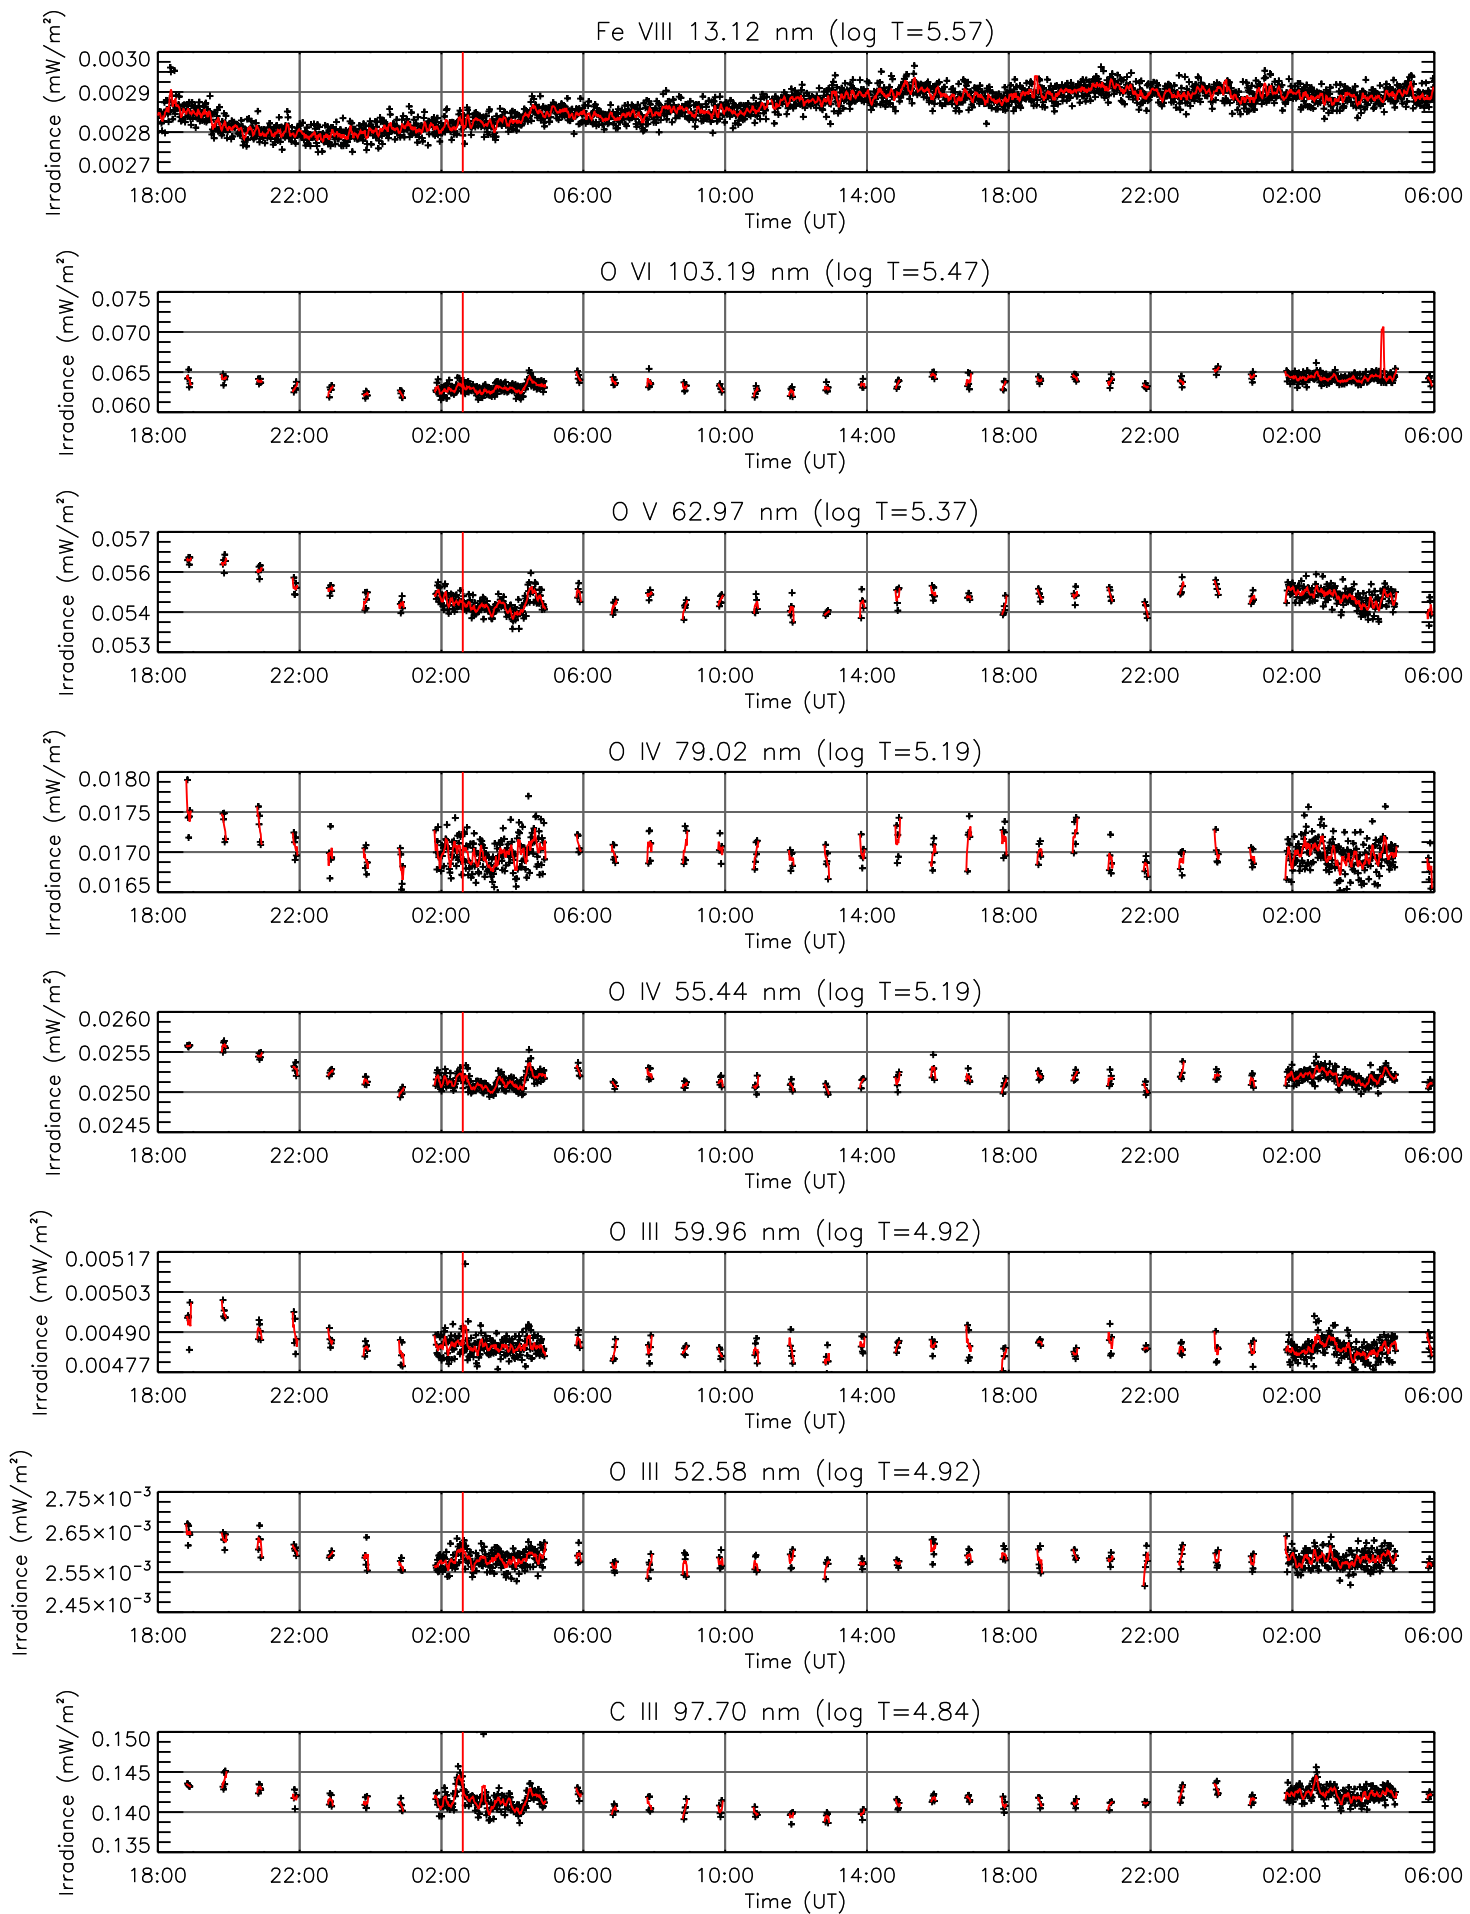 Fe VIII 13.12 nm (log T=5.57)
Irradiance (mW/m²)
0.0030
0.0029
0.0028
0.0027
18:00 22:00 02:00 06:00 10:00 14:00 18:00 22:00 02:00 06:00
Time (UT)
O VI 103.19 nm (log T=5.47)
Irradiance (mW/m²)
0.075
0.070
0.065
0.060
18:00 22:00 02:00 06:00 10:00 14:00 18:00 22:00 02:00 06:00
Time (UT)
O V 62.97 nm (log T=5.37)
Irradiance (mW/m²)
0.057
0.056
0.054
0.053
18:00 22:00 02:00 06:00 10:00 14:00 18:00 22:00 02:00 06:00
Time (UT)
O IV 79.02 nm (log T=5.19)
Irradiance (mW/m²)
0.0180
0.0175
0.0170
0.0165
18:00 22:00 02:00 06:00 10:00 14:00 18:00 22:00 02:00 06:00
Time (UT)
O IV 55.44 nm (log T=5.19)
Irradiance (mW/m²)
0.0260
0.0255
0.0250
0.0245
18:00 22:00 02:00 06:00 10:00 14:00 18:00 22:00 02:00 06:00
Time (UT)
O III 59.96 nm (log T=4.92)
Irradiance (mW/m²)
0.00517
0.00503
0.00490
0.00477
18:00 22:00 02:00 06:00 10:00 14:00 18:00 22:00 02:00 06:00
Time (UT)
O III 52.58 nm (log T=4.92)
Irradiance (mW/m²)
2.75×10⁻³
2.65×10⁻³
2.55×10⁻³
2.45×10⁻³
18:00 22:00 02:00 06:00 10:00 14:00 18:00 22:00 02:00 06:00
Time (UT)
C III 97.70 nm (log T=4.84)
Irradiance (mW/m²)
0.150
0.145
0.140
0.135
18:00 22:00 02:00 06:00 10:00 14:00 18:00 22:00 02:00 06:00
Time (UT)